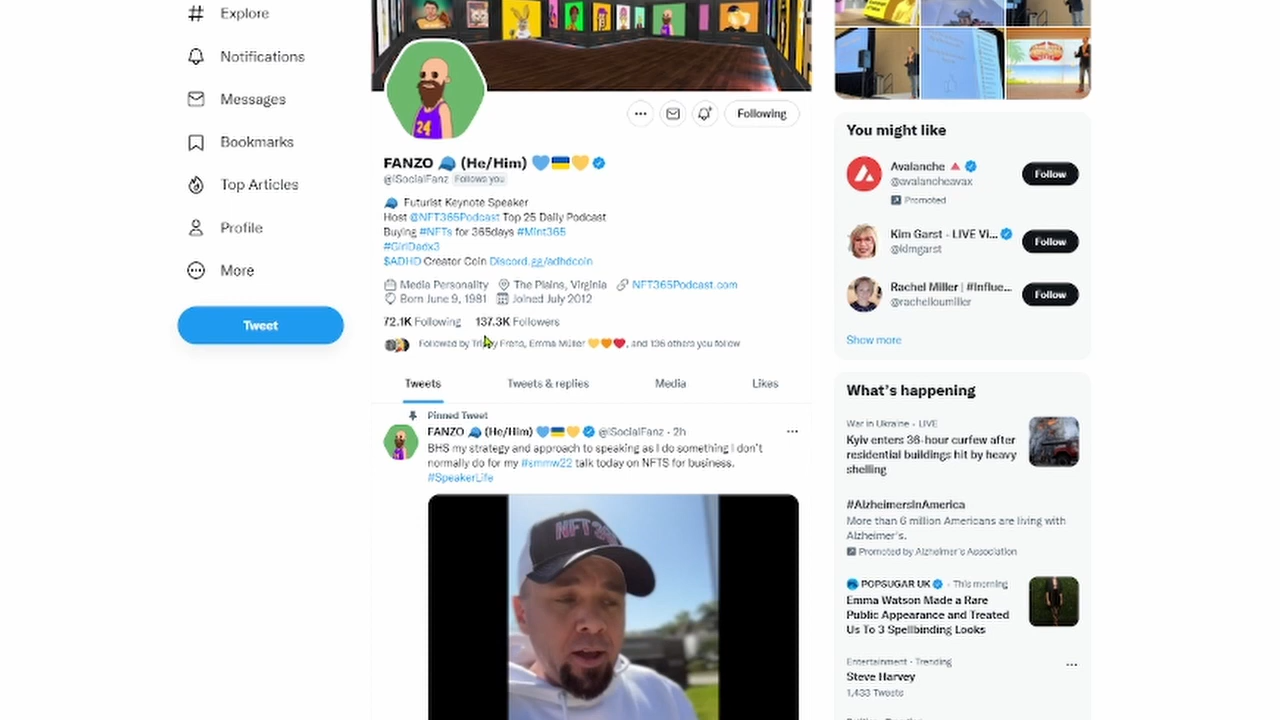 Explore
Notifications
Messages
Bookmarks
Top Articles
Profile
More
Tweet
24
Following
FANZO 🧢 (He/Him) 💙🇺🇦💛
@iSocialFanz Follows you
🧢 Futurist Keynote Speaker
Host @NFT365Podcast Top 25 Daily Podcast
Buying #NFTs for 365days #Mint365
#GirlDadx3
$ADHD Creator Coin Discord.gg/adhdcoin
Media Personality The Plains, Virginia NFT365Podcast.com
Born June 9, 1981 Joined July 2012
72.1K Following 137.3K Followers
Followed by Frens, Emma Müller 💛🧡❤️, and 136 others you follow
Tweets Tweets & replies Media Likes
Pinned Tweet
FANZO 🧢 (He/Him) 💙🇺🇦💛 @iSocialFanz · 2h
BHS my strategy and approach to speaking as I do something I don't
normally do for my #smmw22 talk today on NFTS for business.
#SpeakerLife
NFT36
You might like
Avalanche 🔺
@avalancheavax
Promoted
Follow
Kim Garst - LIVE Vi...
@kimgarst
Follow
Rachel Miller | #Influe...
@rachelloumiller
Follow
Show more
What's happening
War in Ukraine · LIVE
Kyiv enters 36-hour curfew after
residential buildings hit by heavy
shelling
#AlzheimersInAmerica
More than 6 million Americans are living with
Alzheimer's.
Promoted by Alzheimer's Association
POPSUGAR UK · This morning
Emma Watson Made a Rare
Public Appearance and Treated
Us To 3 Spellbinding Looks
Entertainment · Trending
Steve Harvey
1,433 Tweets